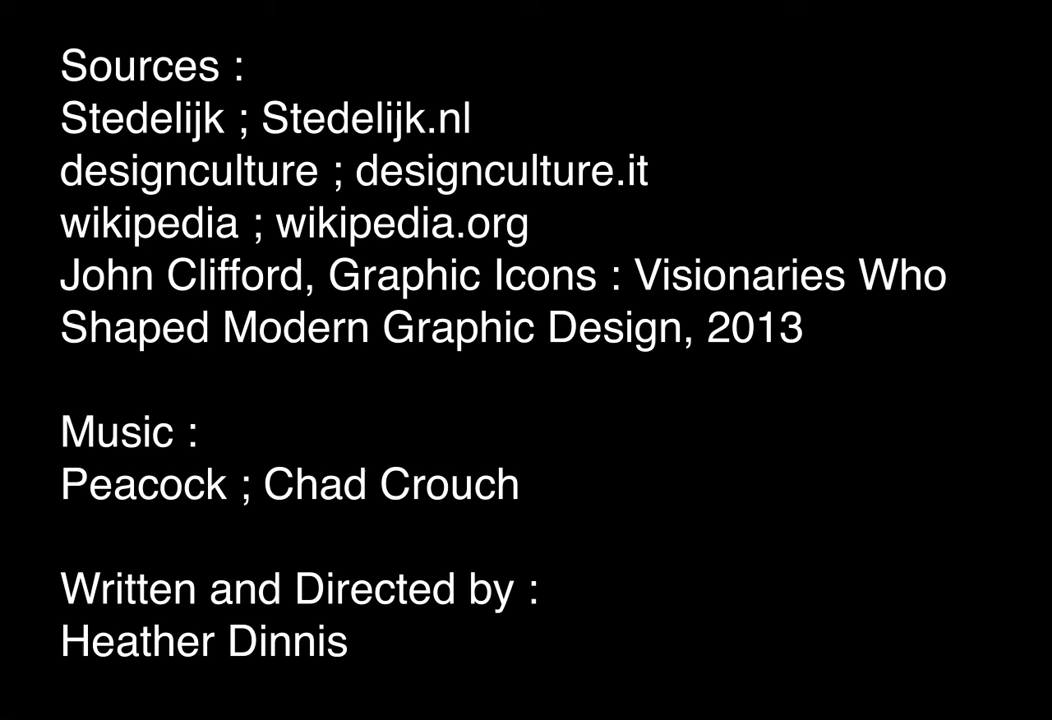 Sources :
Stedelijk ; Stedelijk.nl
designculture ; designculture.it
wikipedia ; wikipedia.org
John Clifford, Graphic Icons : Visionaries Who
Shaped Modern Graphic Design, 2013
Music :
Peacock ; Chad Crouch
Written and Directed by :
Heather Dinnis